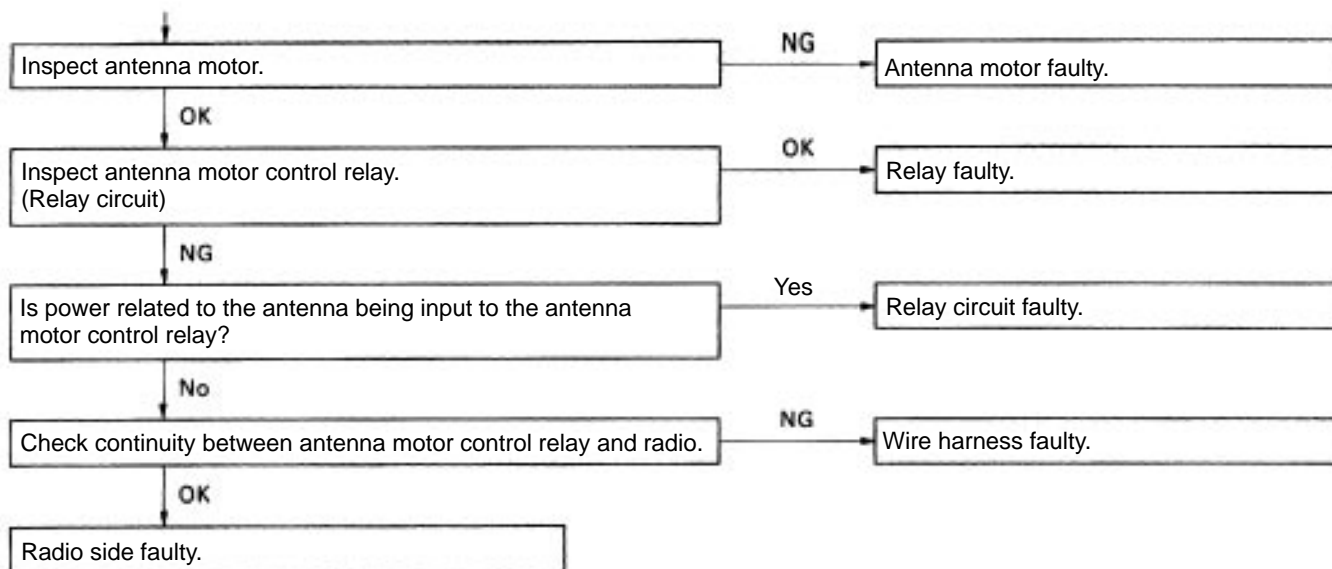 Inspect antenna motor.
NG
Antenna motor faulty.
OK
Inspect antenna motor control relay.
(Relay circuit)
OK
Relay faulty.
NG
Is power related to the antenna being input to the antenna
motor control relay?
Yes
Relay circuit faulty.
No
Check continuity between antenna motor control relay and radio.
NG
Wire harness faulty.
OK
Radio side faulty.